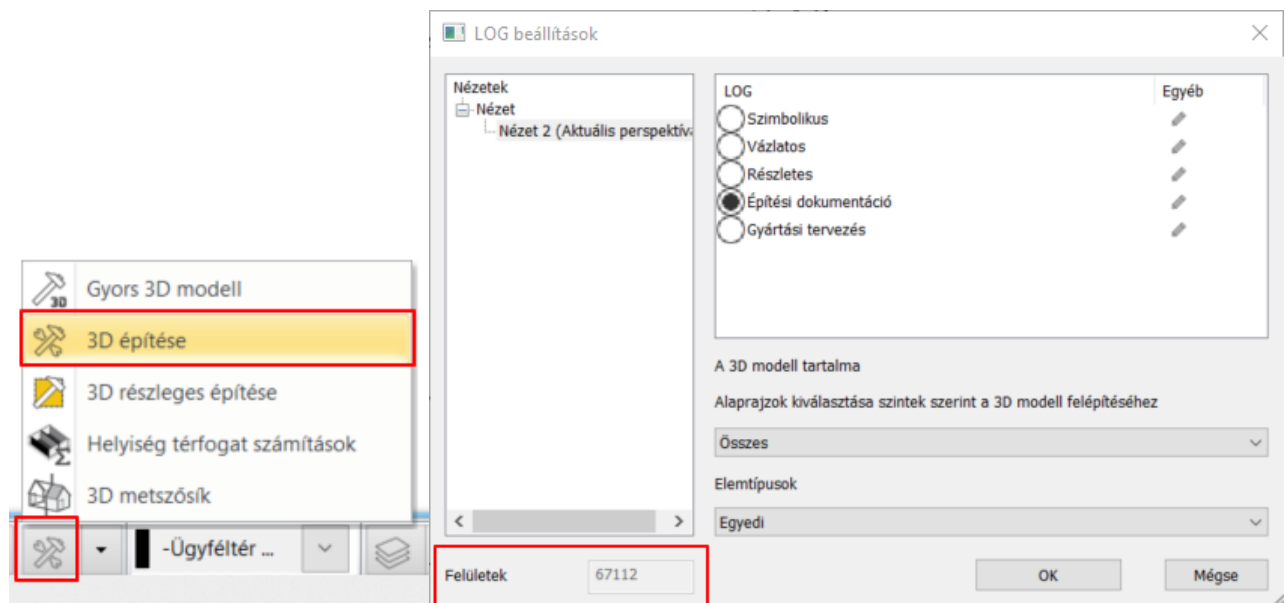 Gyors 3D modell
3D építése
3D részleges építése
Helyiség térfogat számítások
3D metszősík
-Ügyféltér ...
LOG beállítások
Nézetek
Nézet
Nézet 2 (Aktuális perspektív
LOG
Egyéb
Szimbolikus
Vázlatos
Részletes
Építési dokumentáció
Gyártási tervezés
A 3D modell tartalma
Alaprajzok kiválasztása szintek szerint a 3D modell felépítéséhez
Összes
Elemtípusok
Egyedi
Felületek
67112
OK
Mégse